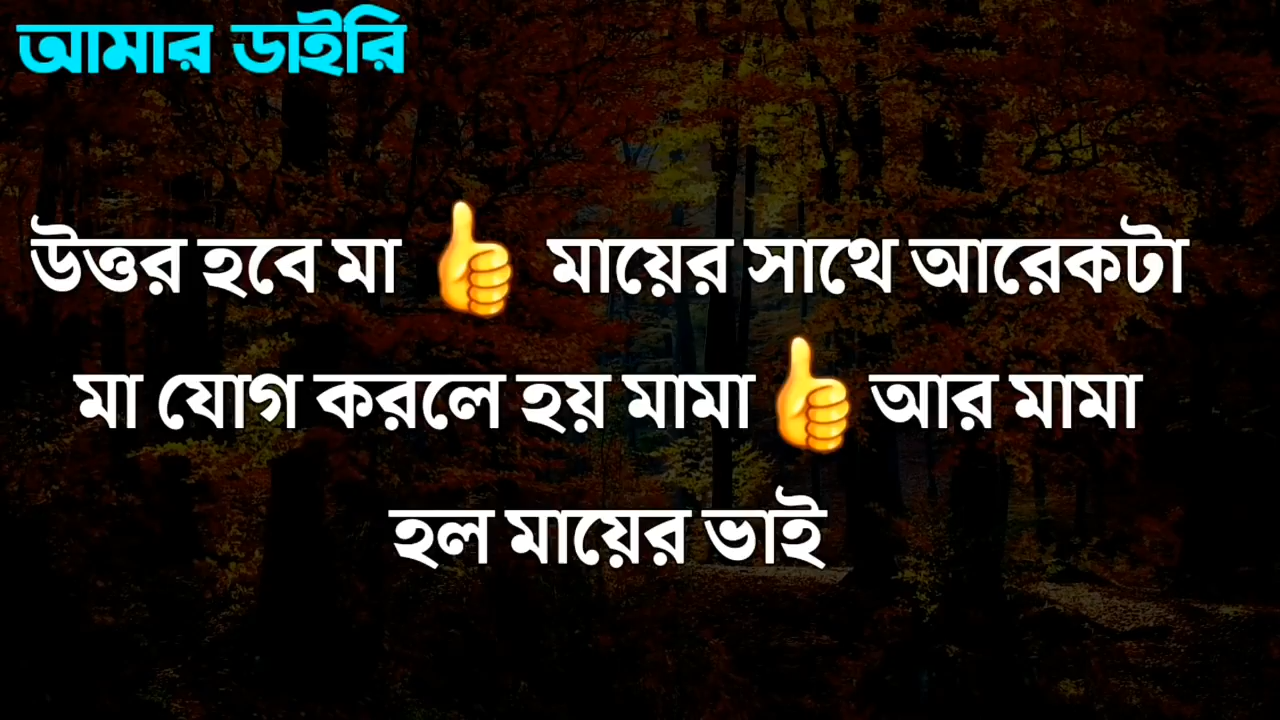 আমার ডাইরি
উত্তর হবে মা 👍 মায়ের সাথে আরেকটা
মা যোগ করলে হয় মামা 👍 আর মামা
হল মায়ের ভাই